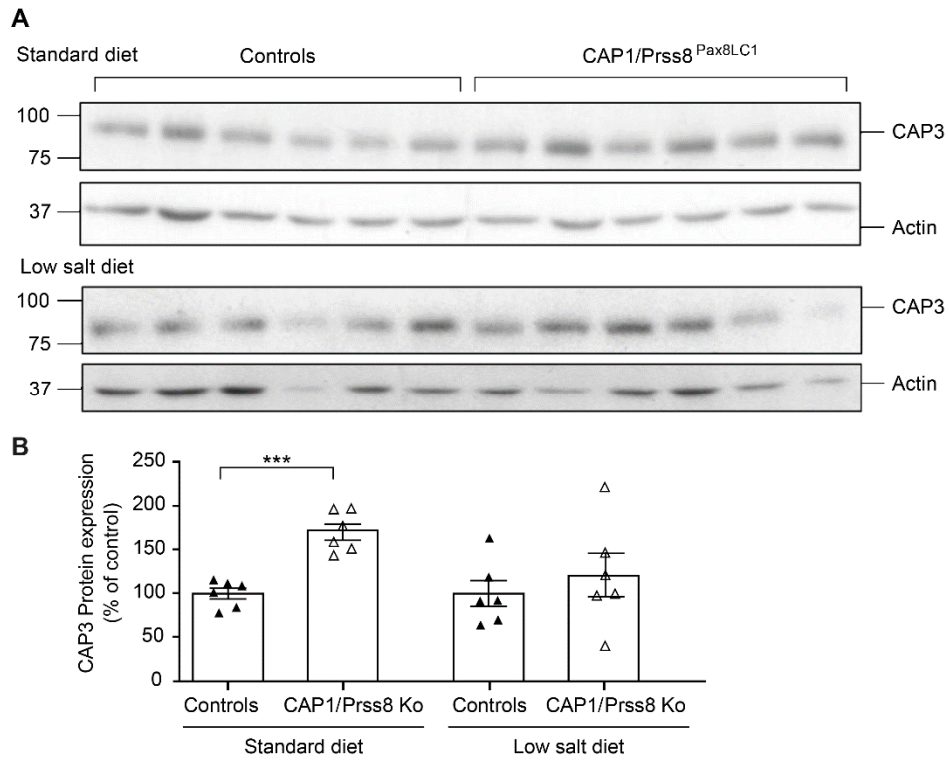 A
Standard diet
Controls
CAP1/Prss8 Pax8LC1
100
75
CAP3
37
Actin
Low salt diet
100
75
CAP3
37
Actin
B
CAP3 Protein expression
(% of control)
250
200
150
100
50
0
***
Controls CAP1/Prss8 Ko Controls CAP1/Prss8 Ko
Standard diet Low salt diet